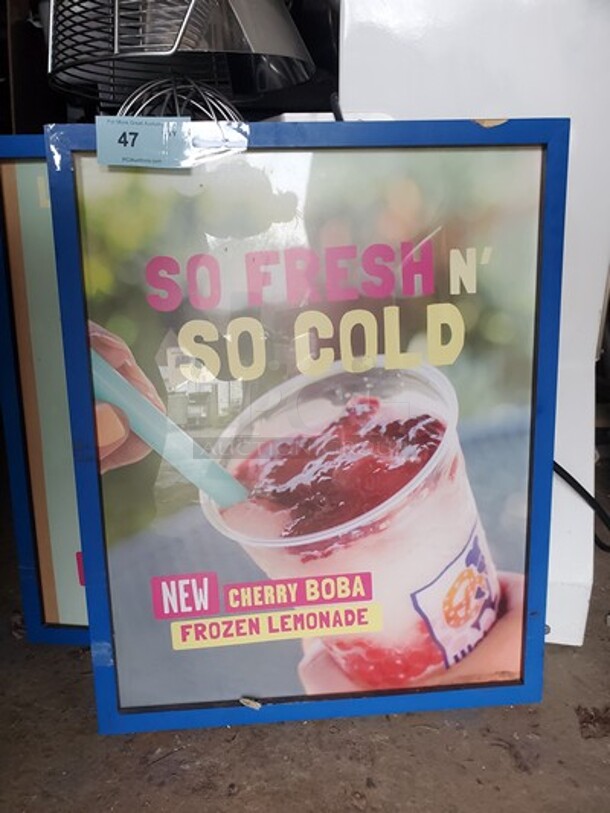 47
SO FRESH N'
SO COLD
NEW CHERRY BOBA
FROZEN LEMONADE